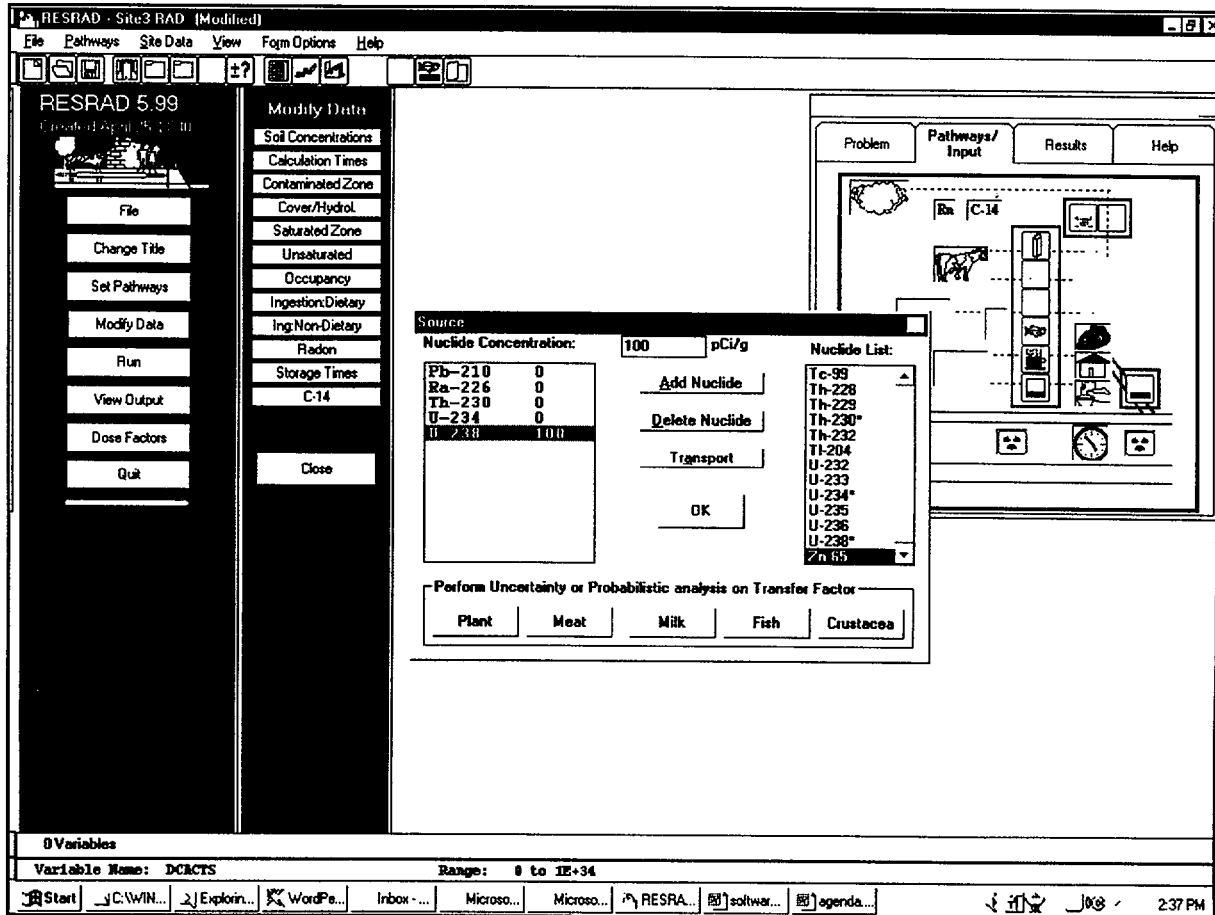 RESRAD - Site3 RAD (Modified)
File Pathways Site Data View Form Options Help
±?
RESRAD 5.99
File
Change Title
Set Pathways
Modify Data
Run
View Output
Dose Factors
Quit
Modify Data
Soil Concentrations
Calculation Times
Contaminated Zone
Cover/Hydrol.
Saturated Zone
Unsaturated
Occupancy
Ingestion:Dietary
Ing:Non-Dietary
Radon
Storage Times
C-14
Close
Problem
Pathways/
Input
Results
Help
Rn C-14
Source
Nuclide Concentration: 100 pCi/g
Pb-210 0
Ra-226 0
Th-230 0
U-234 0
U-238 100
Add Nuclide
Delete Nuclide
Transport
OK
Nuclide List:
Tc-99
Th-228
Th-229
Th-230*
Th-232
Tl-204
U-232
U-233
U-234*
U-235
U-236
U-238*
Zn-65
Perform Uncertainty or Probabilistic analysis on Transfer Factor
Plant Meat Milk Fish Crustacea
0 Variables
Variable Name: DCACTS Range: 0 to 1E+34
Start C:\WIN... Explorin... WordPe... Inbox - ... Microso... Microso... RESRA... softwar... agenda... 2:37 PM